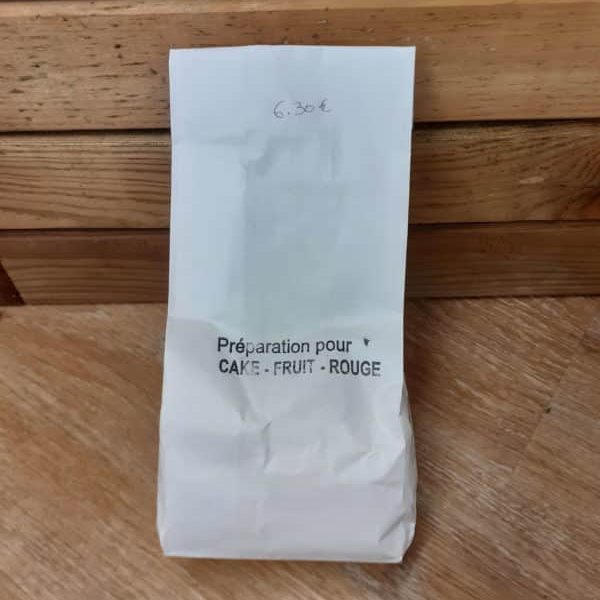 6.30€
Préparation pour
CAKE - FRUIT - ROUGE